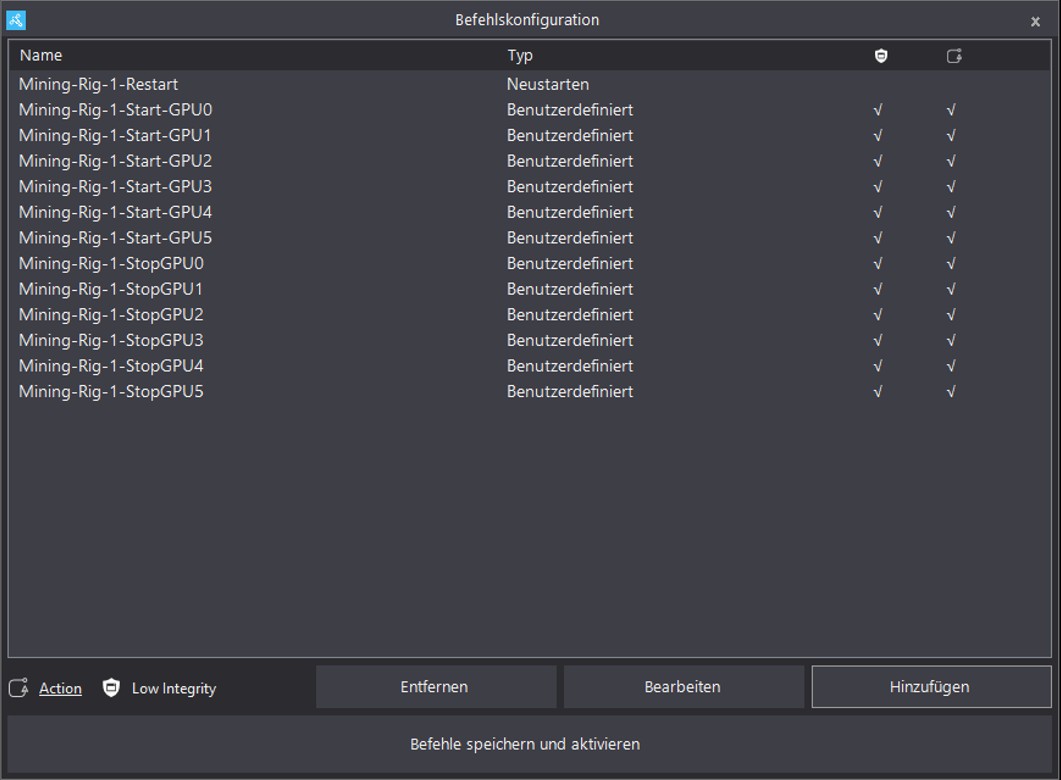 Befehlskonfiguration x
Name Typ
Mining-Rig-1-Restart Neustarten
Mining-Rig-1-Start-GPU0 Benutzerdefiniert √ √
Mining-Rig-1-Start-GPU1 Benutzerdefiniert √ √
Mining-Rig-1-Start-GPU2 Benutzerdefiniert √ √
Mining-Rig-1-Start-GPU3 Benutzerdefiniert √ √
Mining-Rig-1-Start-GPU4 Benutzerdefiniert √ √
Mining-Rig-1-Start-GPU5 Benutzerdefiniert √ √
Mining-Rig-1-StopGPU0 Benutzerdefiniert √ √
Mining-Rig-1-StopGPU1 Benutzerdefiniert √ √
Mining-Rig-1-StopGPU2 Benutzerdefiniert √ √
Mining-Rig-1-StopGPU3 Benutzerdefiniert √ √
Mining-Rig-1-StopGPU4 Benutzerdefiniert √ √
Mining-Rig-1-StopGPU5 Benutzerdefiniert √ √
Action Low Integrity Entfernen Bearbeiten Hinzufügen
Befehle speichern und aktivieren